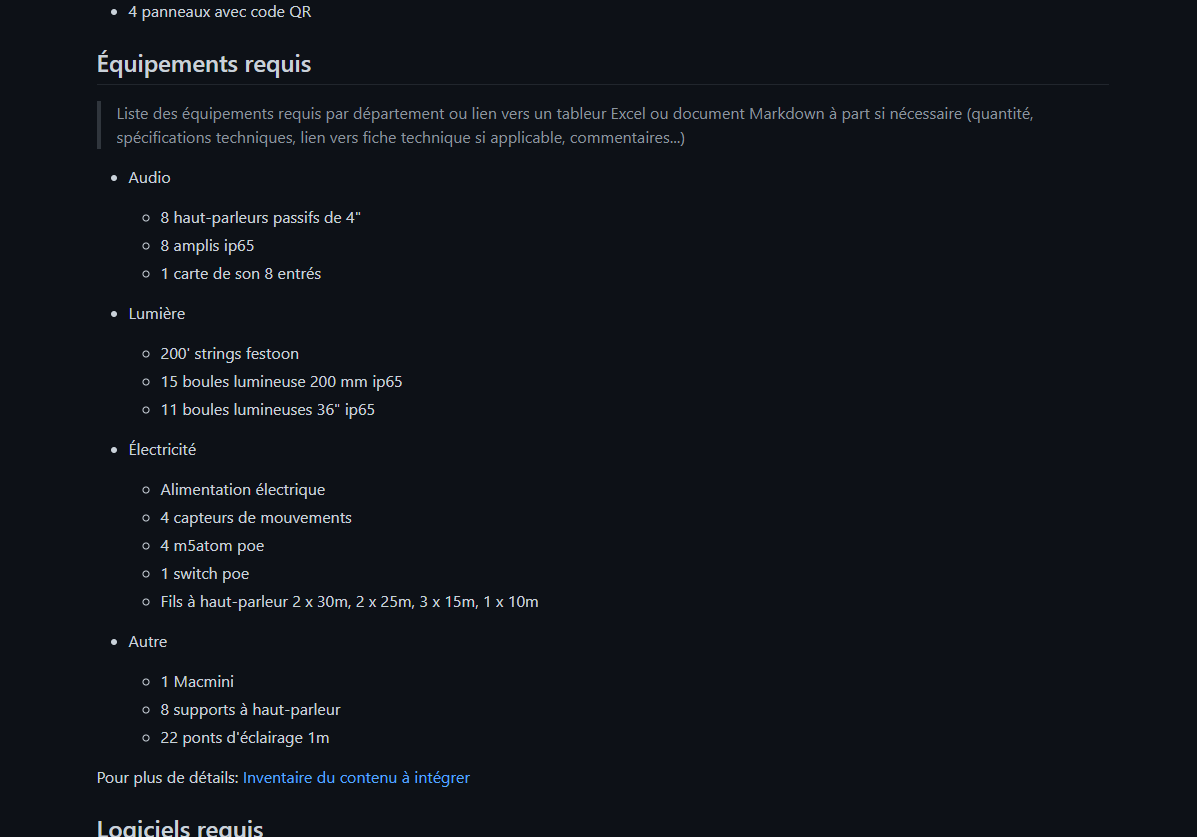 4 panneaux avec code QR
Équipements requis
Liste des équipements requis par département ou lien vers un tableur Excel ou document Markdown à part si nécessaire (quantité,
spécifications techniques, lien vers fiche technique si applicable, commentaires...)
Audio
8 haut-parleurs passifs de 4"
8 amplis ip65
1 carte de son 8 entrés
Lumière
200' strings festoon
15 boules lumineuse 200 mm ip65
11 boules lumineuses 36" ip65
Électricité
Alimentation électrique
4 capteurs de mouvements
4 m5atom poe
1 switch poe
Fils à haut-parleur 2 x 30m, 2 x 25m, 3 x 15m, 1 x 10m
Autre
1 Macmini
8 supports à haut-parleur
22 ponts d'éclairage 1m
Pour plus de détails: Inventaire du contenu à intégrer
Logiciels requis